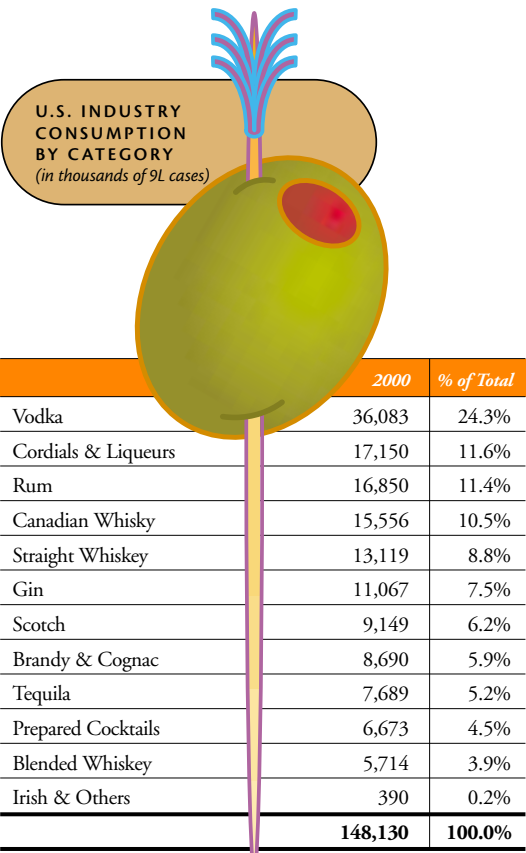 U.S. INDUSTRY
CONSUMPTION
BY CATEGORY
(in thousands of 9L cases)
2000 % of Total
Vodka 36,083 24.3%
Cordials & Liqueurs 17,150 11.6%
Rum 16,850 11.4%
Canadian Whisky 15,556 10.5%
Straight Whiskey 13,119 8.8%
Gin 11,067 7.5%
Scotch 9,149 6.2%
Brandy & Cognac 8,690 5.9%
Tequila 7,689 5.2%
Prepared Cocktails 6,673 4.5%
Blended Whiskey 5,714 3.9%
Irish & Others 390 0.2%
148,130 100.0%